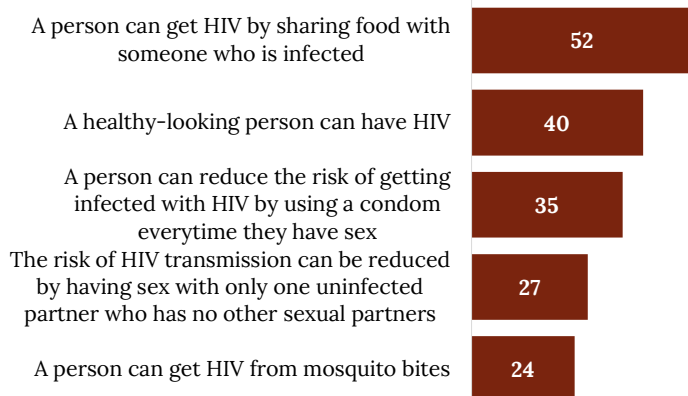 A person can get HIV by sharing food with
someone who is infected
52
A healthy-looking person can have HIV
40
A person can reduce the risk of getting
infected with HIV by using a condom
everytime they have sex
35
The risk of HIV transmission can be reduced
by having sex with only one uninfected
partner who has no other sexual partners
27
A person can get HIV from mosquito bites
24